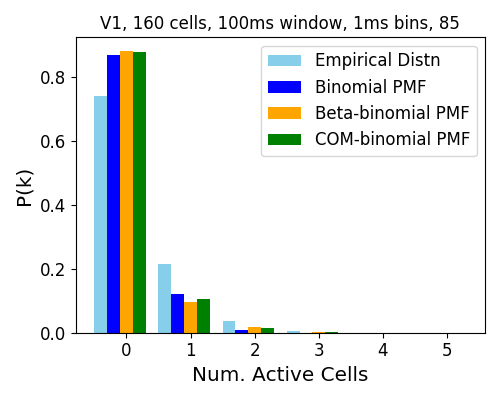 V1, 160 cells, 100ms window, 1ms bins, 85
Empirical Distn
Binomial PMF
Beta-binomial PMF
COM-binomial PMF
P(k)
0.8
0.6
0.4
0.2
0.0
0 1 2 3 4 5
Num. Active Cells